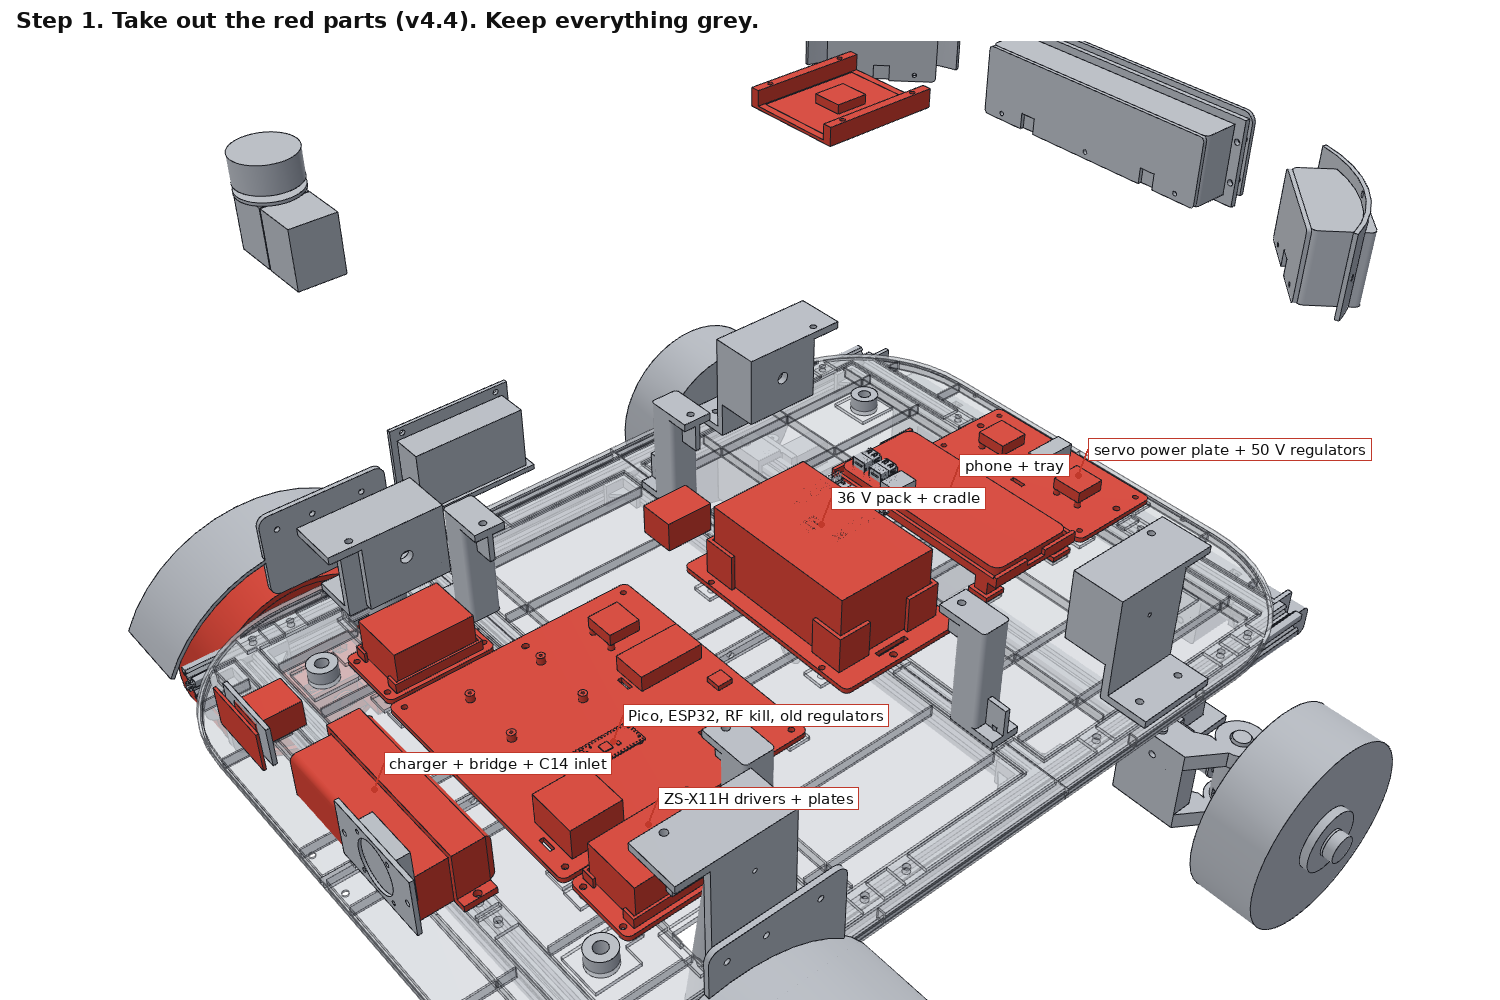 Step 1. Take out the red parts (v4.4). Keep everything grey.
servo power plate + 50 V regulators
phone + tray
36 V pack + cradle
Pico, ESP32, RF kill, old regulators
charger + bridge + C14 inlet
ZS-X11H drivers + plates